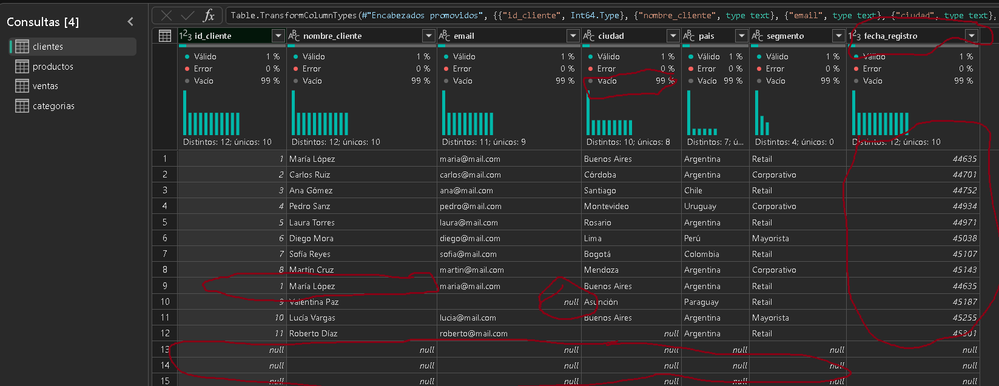 Consultas [4]
clientes
productos
ventas
categorias
fx Table.TransformColumnTypes(#"Encabezados promovidos", {{"id_cliente", Int64.Type}, {"nombre_cliente", type text}, {"email", type text}, {"ciudad", type text},
1²3 id_cliente ABC nombre_cliente ABC email ABC ciudad ABC pais ABC segmento 1²3 fecha_registro
Válido 1 % Válido 1 % Válido 1 % Válido 1 % Válido 1 % Válido 1 % Válido 1 %
Error 0 % Error 0 % Error 0 % Error 0 % Error 0 % Error 0 % Error 0 %
Vacío 99 % Vacío 99 % Vacío 99 % Vacío 99 % Vacío 99 % Vacío 99 % Vacío 99 %
Distintos: 12; únicos: 10 Distintos: 12; únicos: 10 Distintos: 11; únicos: 9 Distintos: 10; únicos: 8 Distintos: 7; ú... Distintos: 4; únicos: 0 Distintos: 12; únicos: 10
1 1 María López maria@mail.com Buenos Aires Argentina Retail 44635
2 2 Carlos Ruiz carlos@mail.com Córdoba Argentina Corporativo 44701
3 3 Ana Gómez ana@mail.com Santiago Chile Retail 44752
4 4 Pedro Sanz pedro@mail.com Montevideo Uruguay Corporativo 44934
5 5 Laura Torres laura@mail.com Rosario Argentina Retail 44971
6 6 Diego Mora diego@mail.com Lima Perú Mayorista 45038
7 7 Sofía Reyes sofia@mail.com Bogotá Colombia Retail 45107
8 8 Martín Cruz martin@mail.com Mendoza Argentina Corporativo 45143
9 1 María López maria@mail.com Buenos Aires Argentina Retail 44635
10 9 Valentina Paz null Asunción Paraguay Retail 45187
11 10 Lucía Vargas lucia@mail.com Buenos Aires Argentina Mayorista 45255
12 11 Roberto Díaz roberto@mail.com null Argentina Retail 45301
13 null null null null null null null
14 null null null null null null null
15 null null null null null null null